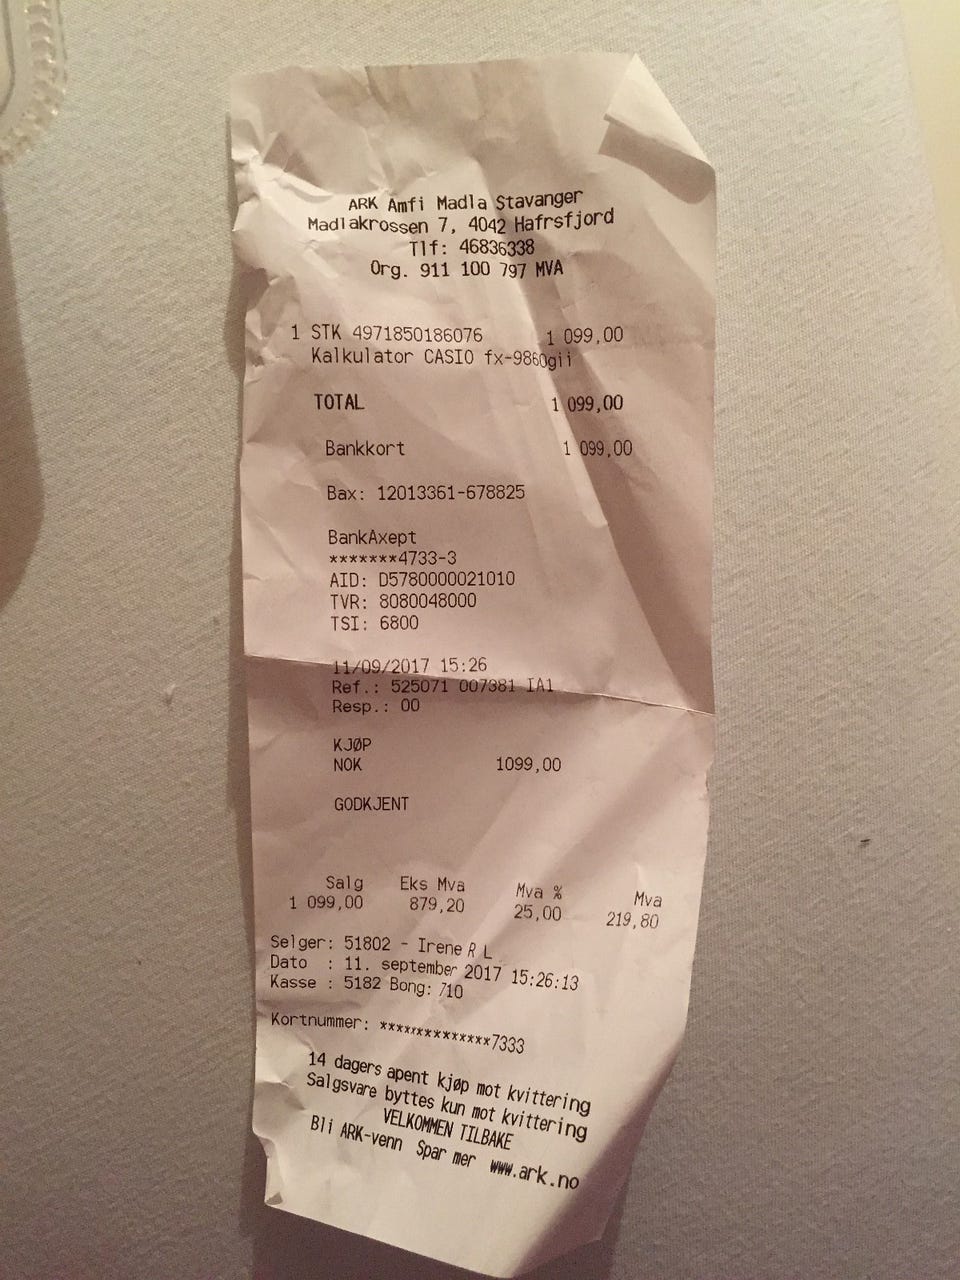 ARK Amfi Madla Stavanger
Madlakrossen 7, 4042 Hafrsfjord
Tlf: 46836338
Org. 911 100 797 MVA
1 STK 4971850186076 1 099,00
Kalkulator CASIO fx-9860gii
TOTAL 1 099,00
Bankkort 1 099,00
Bax: 12013361-678825
BankAxept
*******4733-3
AID: D5780000021010
TVR: 8080048000
TSI: 6800
11/09/2017 15:26
Ref.: 525071 007381 IA1
Resp.: 00
KJØP
NOK 1099,00
GODKJENT
Salg Eks Mva Mva % Mva
1 099,00 879,20 25,00 219,80
Selger: 51802 - Irene R L
Dato : 11. september 2017 15:26:13
Kasse : 5182 Bong: 710
Kortnummer: **************7333
14 dagers apent kjøp mot kvittering
Salgsvare byttes kun mot kvittering
VELKOMMEN TILBAKE
Bli ARK-venn Spar mer www.ark.no